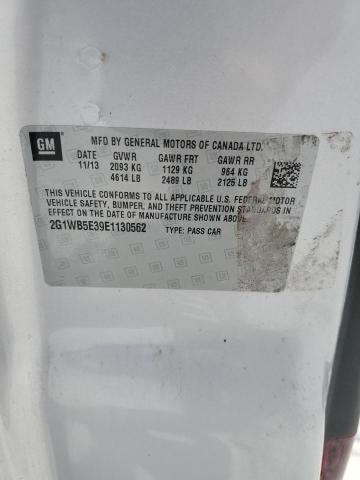 GM
MFD BY GENERAL MOTORS OF CANADA LTD.
DATE GVWR GAWR FRT GAWR RR
11/13 2093 KG 1129 KG 964 KG
4614 LB 2489 LB 2125 LB
THIS VEHICLE CONFORMS TO ALL APPLICABLE U.S. FEDERAL MOTOR
VEHICLE SAFETY, BUMPER, AND THEFT PREVENTION STANDARDS IN
EFFECT ON THE DATE OF MANUFACTURE SHOWN ABOVE.
2G1WB5E39E1130562 TYPE: PASS CAR